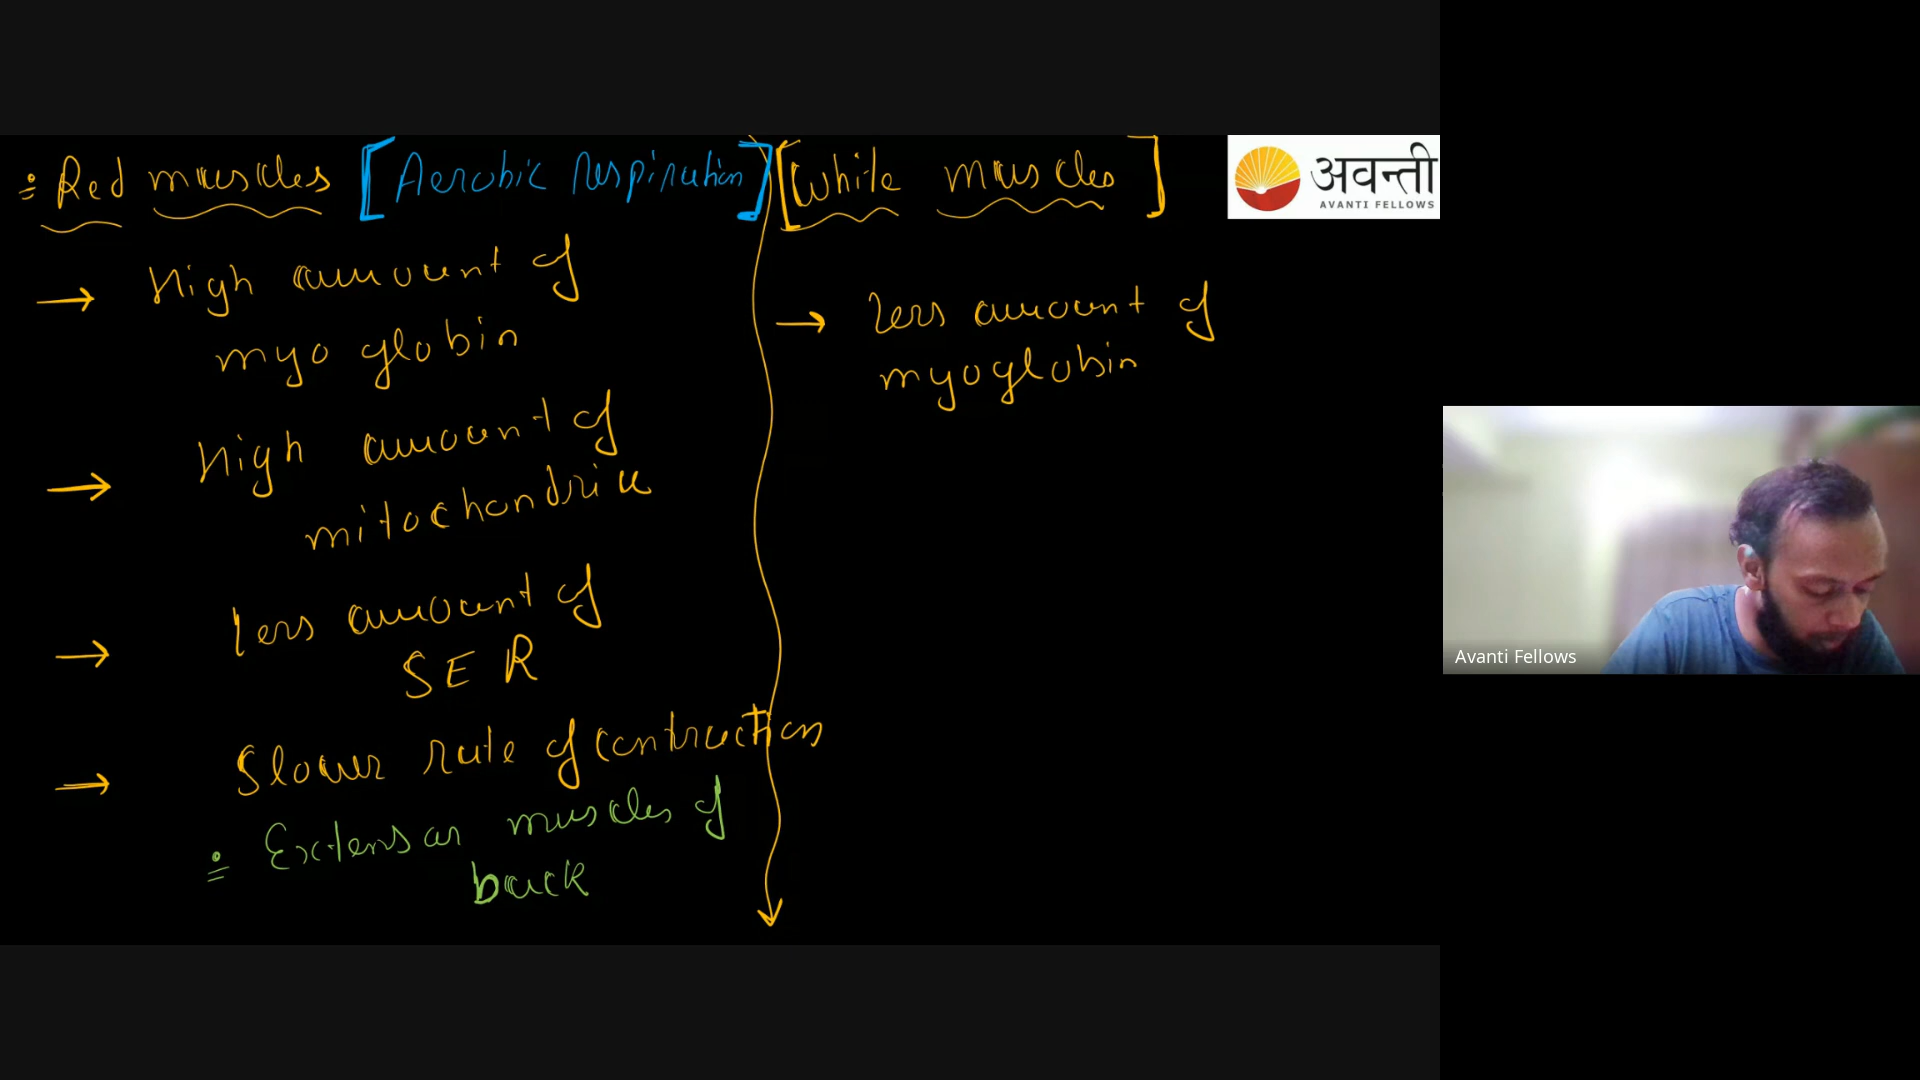 Red muscles [Aerobic Respiration]
→ High amount of
myoglobin
→ High amount of
mitochondria
→ less amount of
SER
→ Slower rate of contraction
Extensor muscles of
back
[White muscles]
→ less amount of
myoglobin
अवन्ती
AVANTI FELLOWS
Avanti Fellows